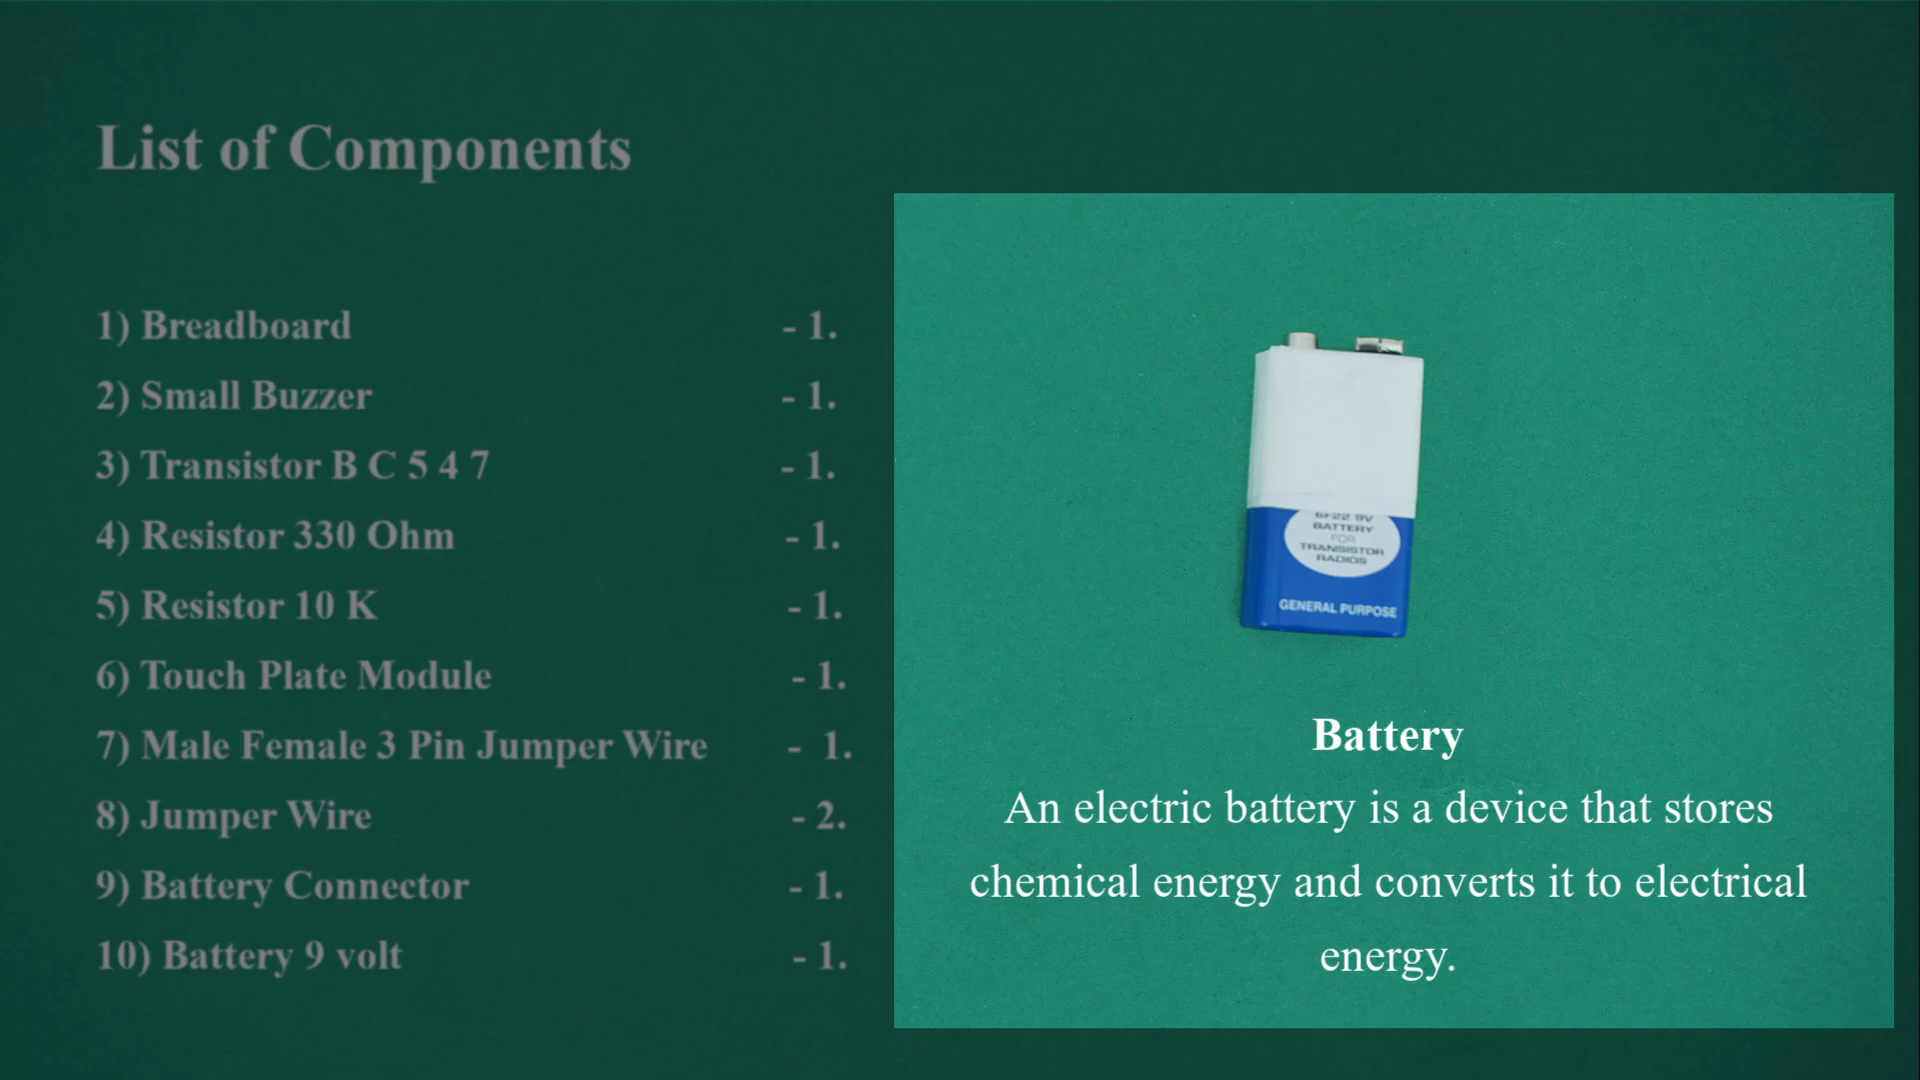 List of Components
1) Breadboard - 1.
2) Small Buzzer - 1.
3) Transistor B C 5 4 7 - 1.
4) Resistor 330 Ohm - 1.
5) Resistor 10 K - 1.
6) Touch Plate Module - 1.
7) Male Female 3 Pin Jumper Wire - 1.
8) Jumper Wire - 2.
9) Battery Connector - 1.
10) Battery 9 volt - 1.
6F22 9V
BATTERY
FOR
TRANSISTOR
RADIOS
GENERAL PURPOSE
Battery
An electric battery is a device that stores
chemical energy and converts it to electrical
energy.